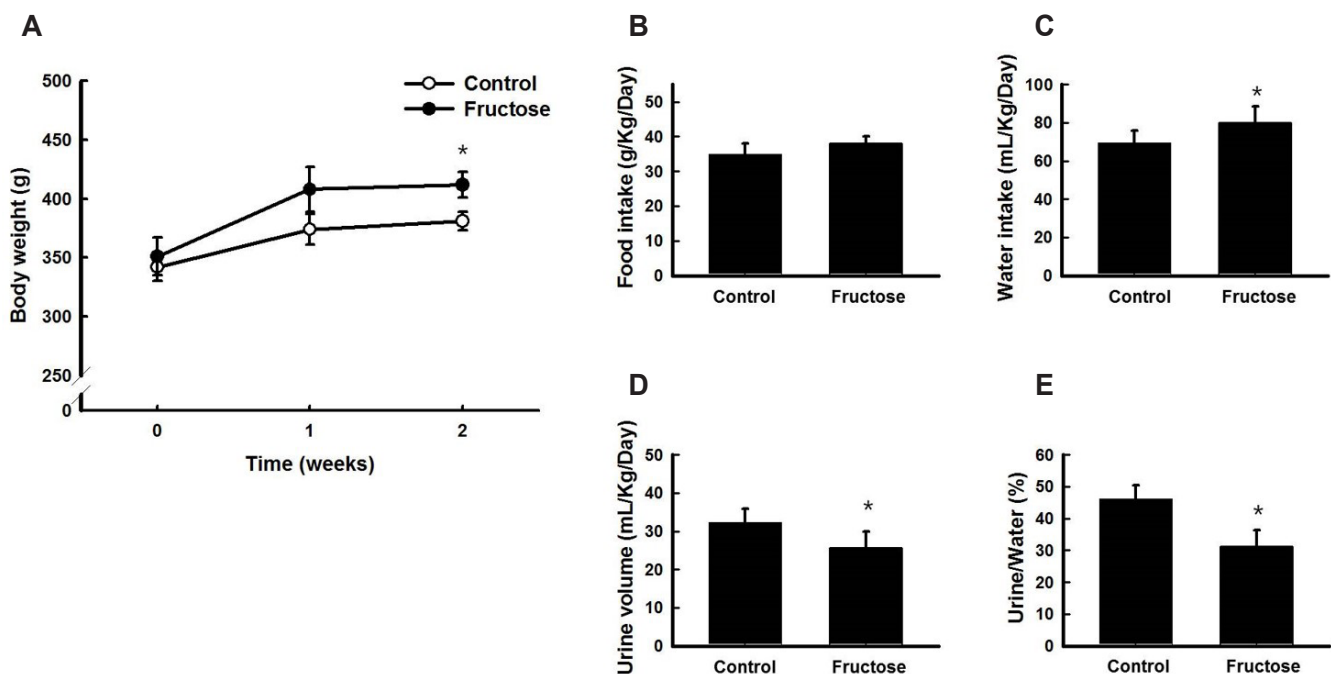 A
Body weight (g)
500
450
400
350
300
250
0
Control
Fructose
*
0 1 2
Time (weeks)
B
Food intake (g/Kg/Day)
50
40
30
20
10
0
Control Fructose
C
Water intake (mL/Kg/Day)
100
80
60
40
20
0
*
Control Fructose
D
Urine volume (mL/Kg/Day)
50
40
30
20
10
0
*
Control Fructose
E
Urine/Water (%)
60
50
40
30
20
10
0
*
Control Fructose